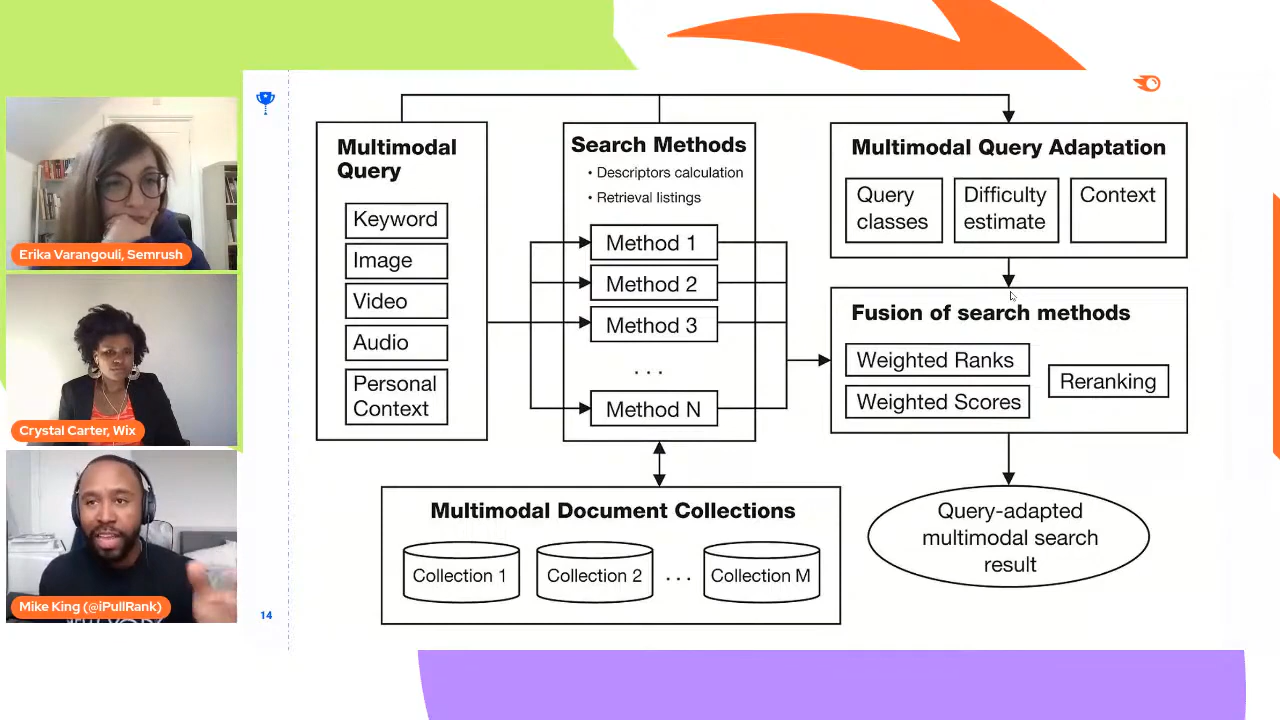 Erika Varangouli, Semrush
Crystal Carter, Wix
Mike King (@iPullRank)
14
Multimodal
Query
Keyword
Image
Video
Audio
Personal
Context
Search Methods
• Descriptors calculation
• Retrieval listings
Method 1
Method 2
Method 3
. . .
Method N
Multimodal Query Adaptation
Query
classes
Difficulty
estimate
Context
Fusion of search methods
Weighted Ranks
Weighted Scores
Reranking
Query-adapted
multimodal search
result
Multimodal Document Collections
Collection 1
Collection 2
. . .
Collection M